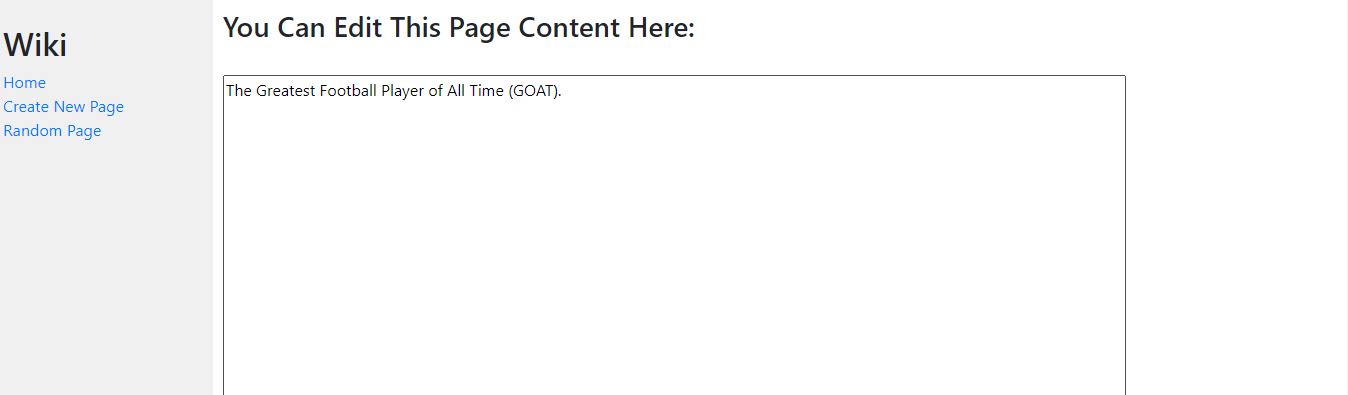 Wiki
Home
Create New Page
Random Page
You Can Edit This Page Content Here:
The Greatest Football Player of All Time (GOAT).